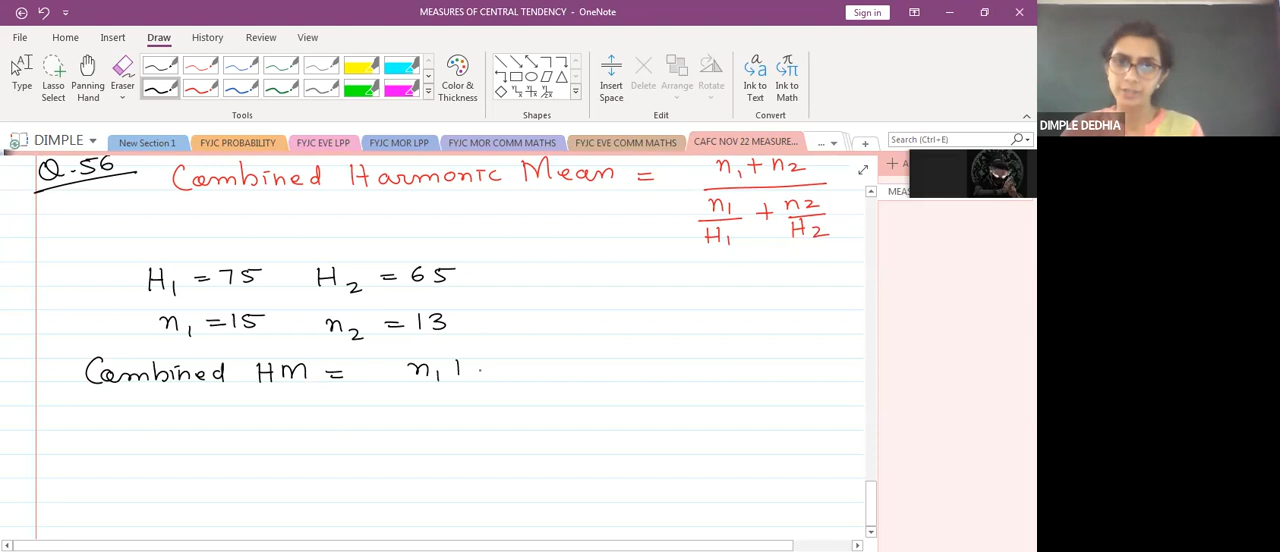 MEASURES OF CENTRAL TENDENCY - OneNote
Sign in
File Home Insert Draw History Review View
Type Lasso Select Panning Hand Eraser Color & Thickness Insert Space Delete Arrange Rotate Ink to Text Ink to Math
Tools Shapes Edit Convert
DIMPLE New Section 1 FYJC PROBABILITY FYJC EVE LPP FYJC MOR LPP FYJC MOR COMM MATHS FYJC EVE COMM MATHS CAFC NOV 22 MEASURE... ... Search (Ctrl+E)
DIMPLE DEDHIA
A
MEAS
Q.56 Combined Harmonic Mean = n1 + n2
n1/H1 + n2/H2
H1 = 75 H2 = 65
n1 = 15 n2 = 13
Combined HM = n1 |